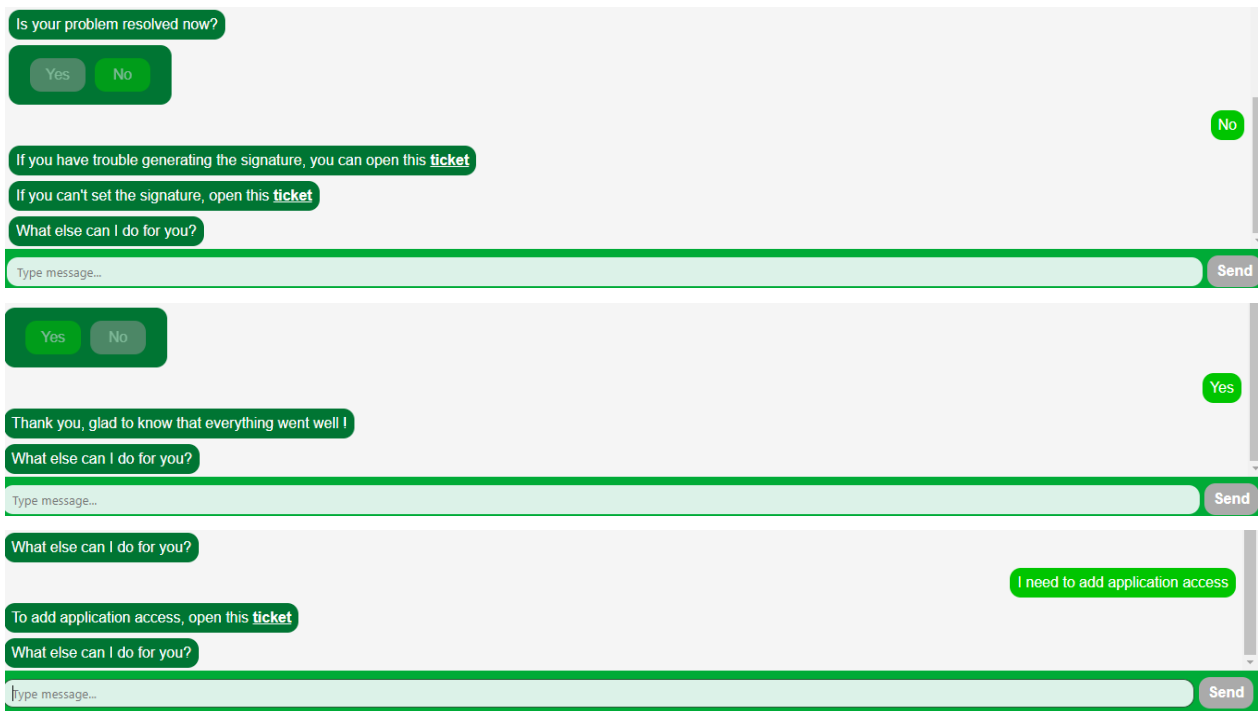 Is your problem resolved now?
Yes No
No
If you have trouble generating the signature, you can open this ticket
If you can't set the signature, open this ticket
What else can I do for you?
Type message...
Send
Yes No
Yes
Thank you, glad to know that everything went well !
What else can I do for you?
Type message...
Send
What else can I do for you?
I need to add application access
To add application access, open this ticket
What else can I do for you?
Type message...
Send